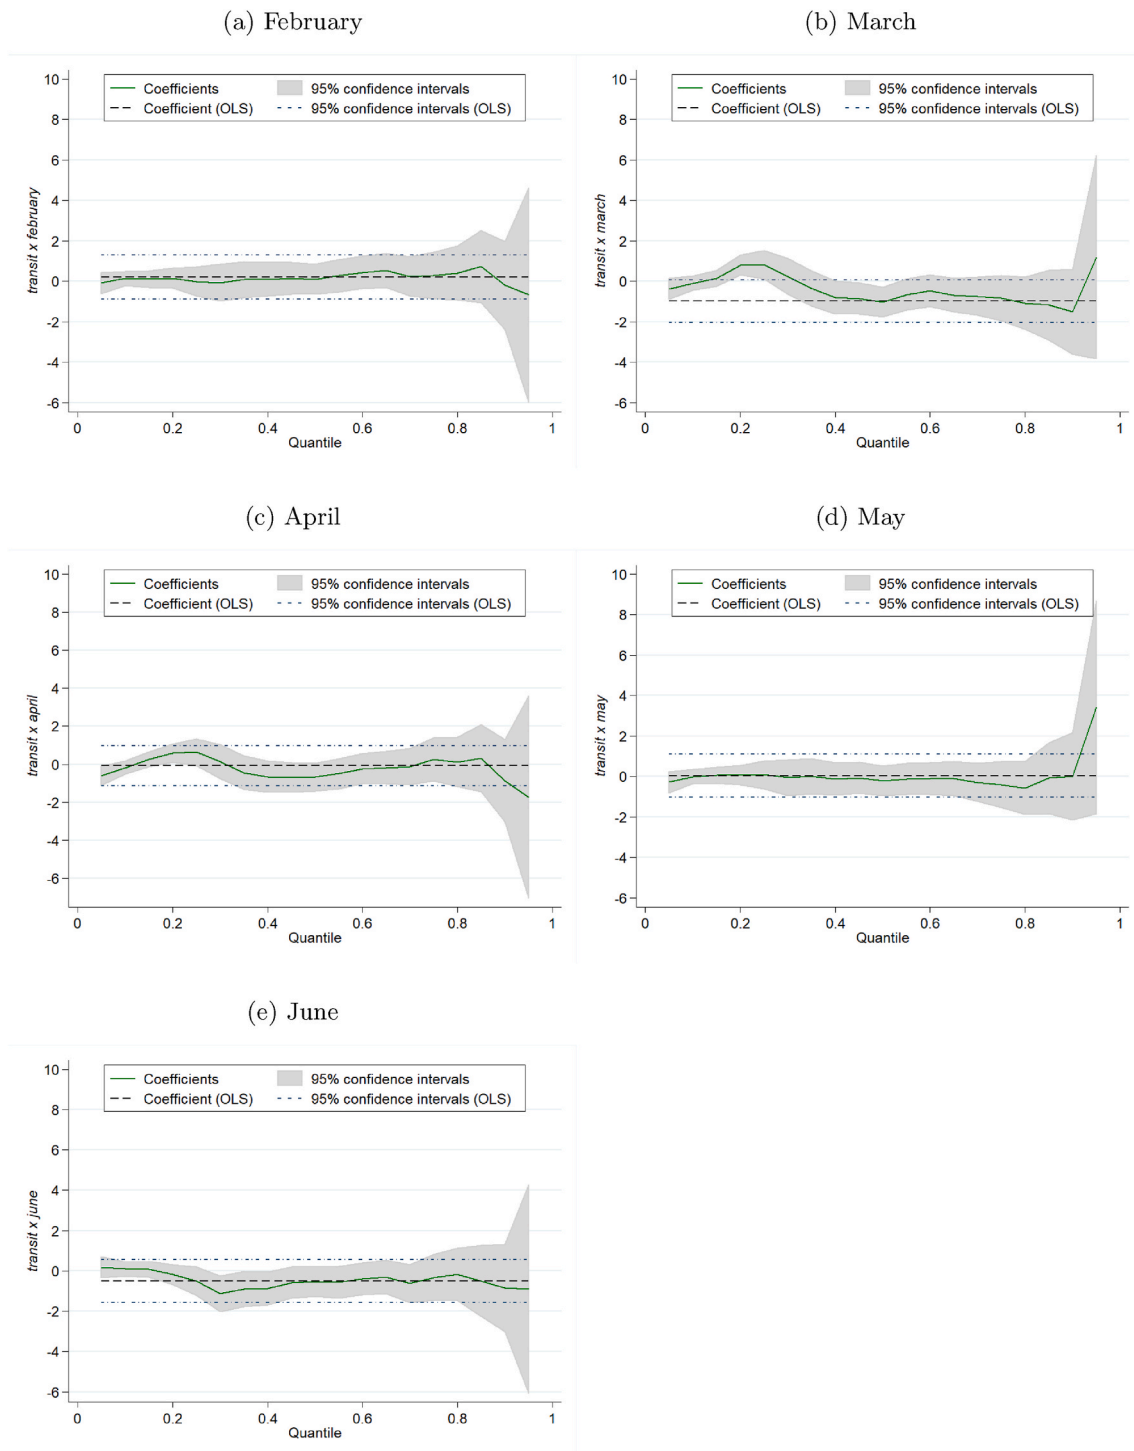 (a) February
(b) March
Coefficients
95% confidence intervals
Coefficient (OLS)
95% confidence intervals (OLS)
10
8
6
4
2
0
-2
-4
-6
transit x february
0 0.2 0.4 0.6 0.8 1
Quantile
Coefficients
95% confidence intervals
Coefficient (OLS)
95% confidence intervals (OLS)
10
8
6
4
2
0
-2
-4
-6
transit x march
0 0.2 0.4 0.6 0.8 1
Quantile
(c) April
(d) May
Coefficients
95% confidence intervals
Coefficient (OLS)
95% confidence intervals (OLS)
10
8
6
4
2
0
-2
-4
-6
transit x april
0 0.2 0.4 0.6 0.8 1
Quantile
Coefficients
95% confidence intervals
Coefficient (OLS)
95% confidence intervals (OLS)
10
8
6
4
2
0
-2
-4
-6
transit x may
0 0.2 0.4 0.6 0.8 1
Quantile
(e) June
Coefficients
95% confidence intervals
Coefficient (OLS)
95% confidence intervals (OLS)
10
8
6
4
2
0
-2
-4
-6
transit x june
0 0.2 0.4 0.6 0.8 1
Quantile